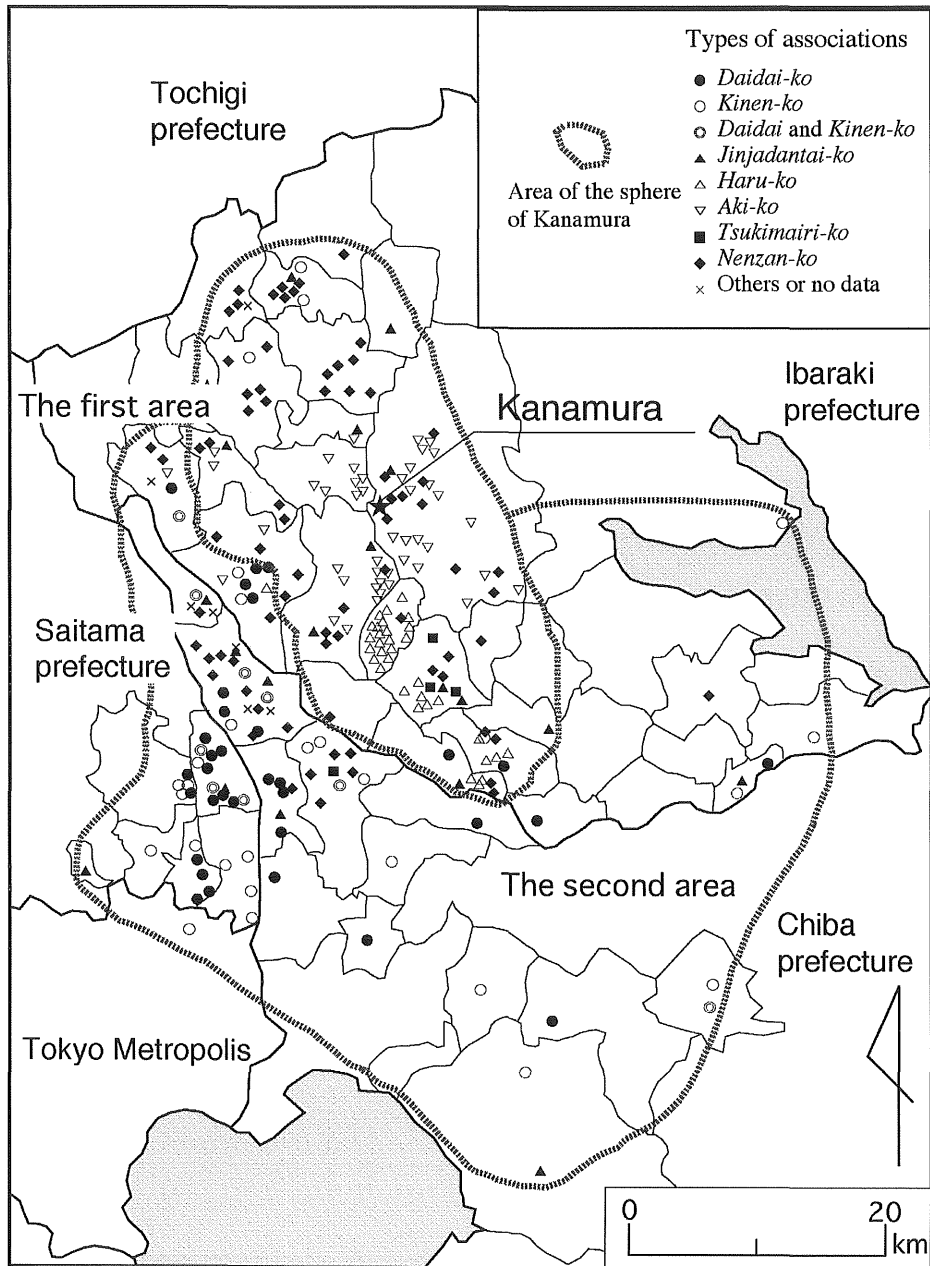 Types of associations
Daidai-ko
Kinen-ko
Daidai and Kinen-ko
Jinjadantai-ko
Haru-ko
Aki-ko
Tsukimairi-ko
Nenzan-ko
Others or no data
Area of the sphere
of Kanamura
Tochigi
prefecture
Ibaraki
prefecture
The first area
Kanamura
Saitama
prefecture
The second area
Chiba
prefecture
Tokyo Metropolis
0
20
km